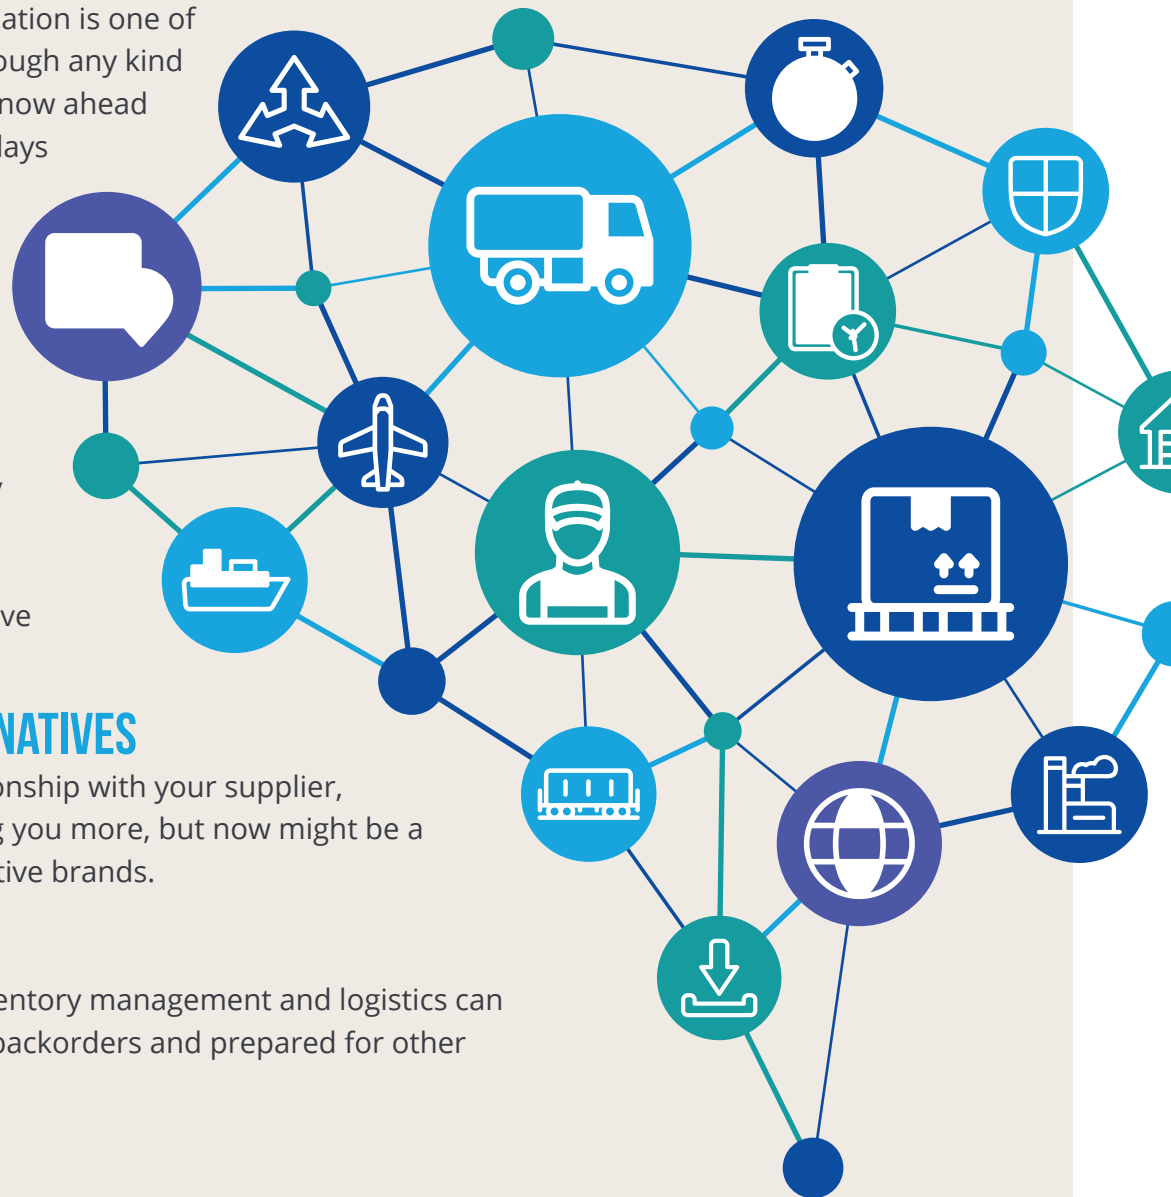 ation is one of
ough any kind
now ahead
lays
ve
NATIVES
onship with your supplier,
g you more, but now might be a
tive brands.
entory management and logistics can
backorders and prepared for other